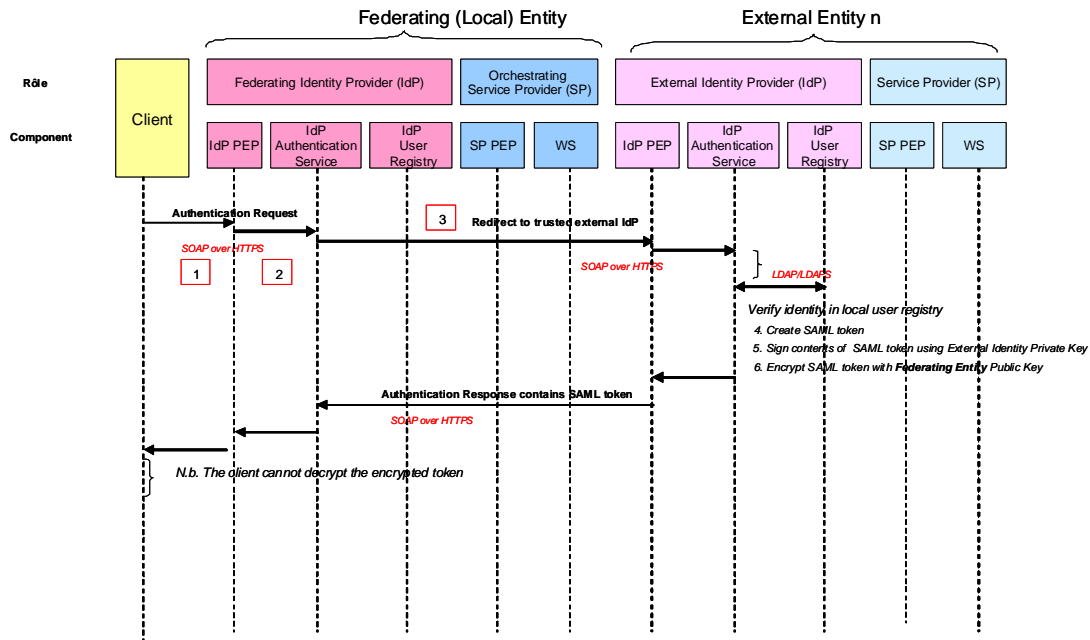 Federating (Local) Entity
External Entity n
Rôle
Client
Federating Identity Provider (IdP)
Orchestrating
Service Provider (SP)
External Identity Provider (IdP)
Service Provider (SP)
Component
IdP PEP
IdP
Authentication
Service
IdP
User
Registry
SP PEP
WS
IdP PEP
IdP
Authentication
Service
IdP
User
Registry
SP PEP
WS
Authentication Request
3
Redirect to trusted external IdP
SOAP over HTTPS
1
2
SOAP over HTTPS
LDAP/LDAPS
Verify identity in local user registry
4. Create SAML token
5. Sign contents of SAML token using External Identity Private Key
6. Encrypt SAML token with Federating Entity Public Key
Authentication Response contains SAML token
SOAP over HTTPS
N.b. The client cannot decrypt the encrypted token